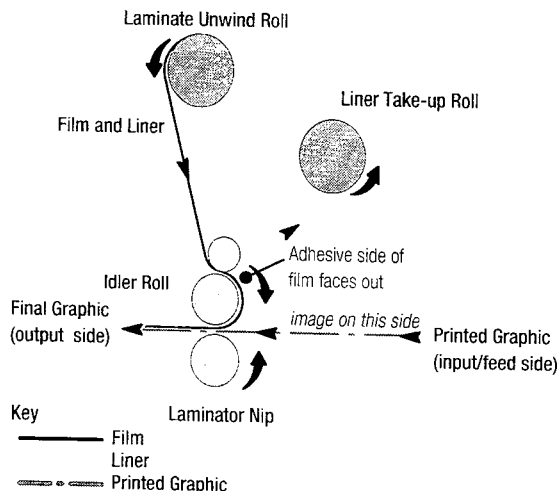 Laminate Unwind Roll
Liner Take-up Roll
Film and Liner
Adhesive side of
film faces out
Idler Roll
Final Graphic
(output side)
image on this side
Printed Graphic
(input/feed side)
Laminator Nip
Key
Film
Liner
Printed Graphic